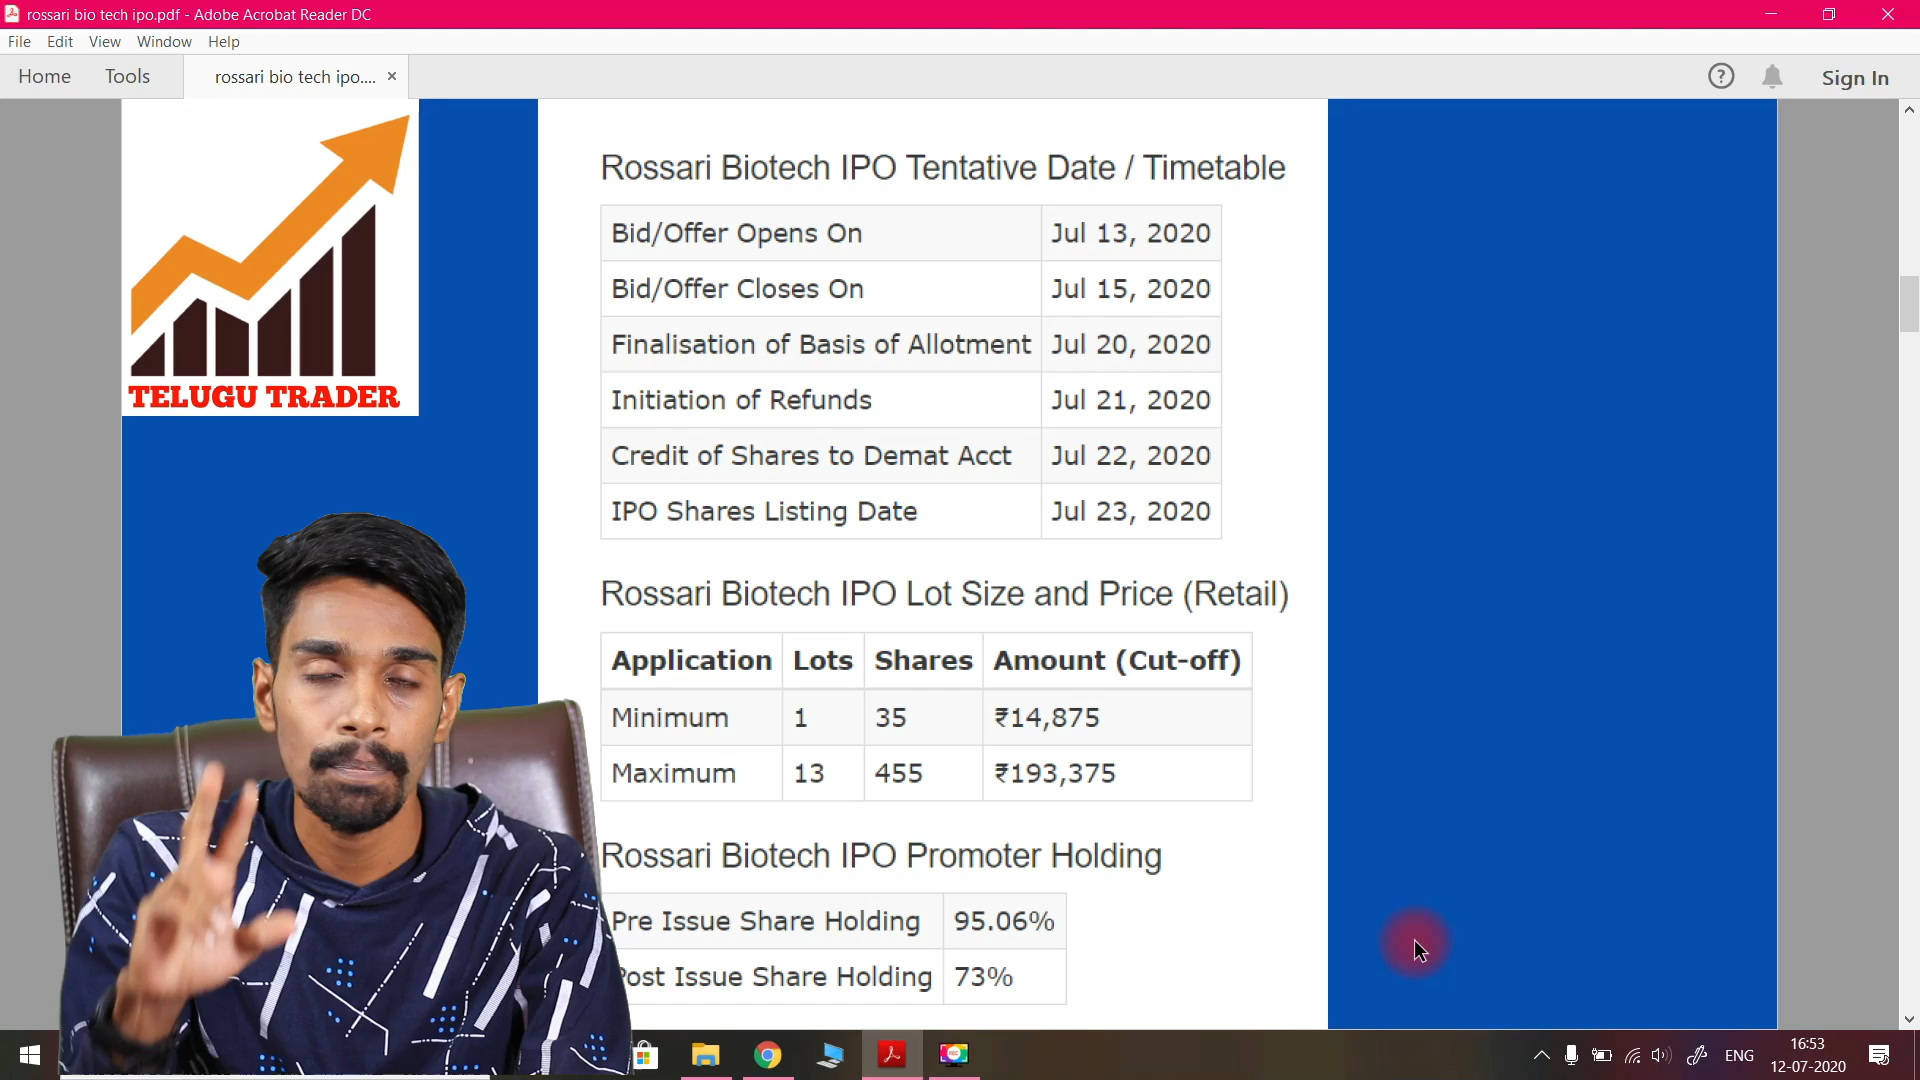 rossari bio tech ipo.pdf - Adobe Acrobat Reader DC
File Edit View Window Help
Home Tools rossari bio tech ipo.... × ? Sign In
TELUGU TRADER
Rossari Biotech IPO Tentative Date / Timetable
Bid/Offer Opens On Jul 13, 2020
Bid/Offer Closes On Jul 15, 2020
Finalisation of Basis of Allotment Jul 20, 2020
Initiation of Refunds Jul 21, 2020
Credit of Shares to Demat Acct Jul 22, 2020
IPO Shares Listing Date Jul 23, 2020
Rossari Biotech IPO Lot Size and Price (Retail)
Application Lots Shares Amount (Cut-off)
Minimum 1 35 ₹14,875
Maximum 13 455 ₹193,375
Rossari Biotech IPO Promoter Holding
Pre Issue Share Holding 95.06%
Post Issue Share Holding 73%
ENG 16:53
12-07-2020